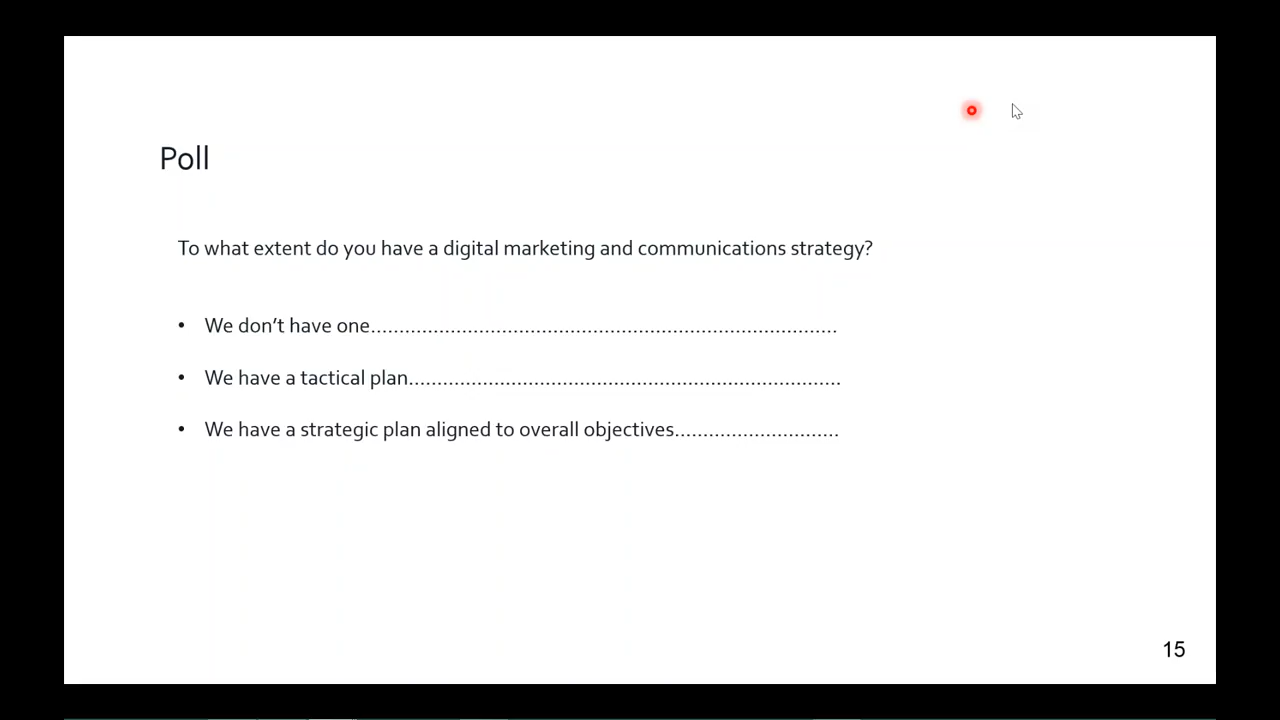 Poll
To what extent do you have a digital marketing and communications strategy?
• We don’t have one..................................................................................
• We have a tactical plan............................................................................
• We have a strategic plan aligned to overall objectives.............................
15